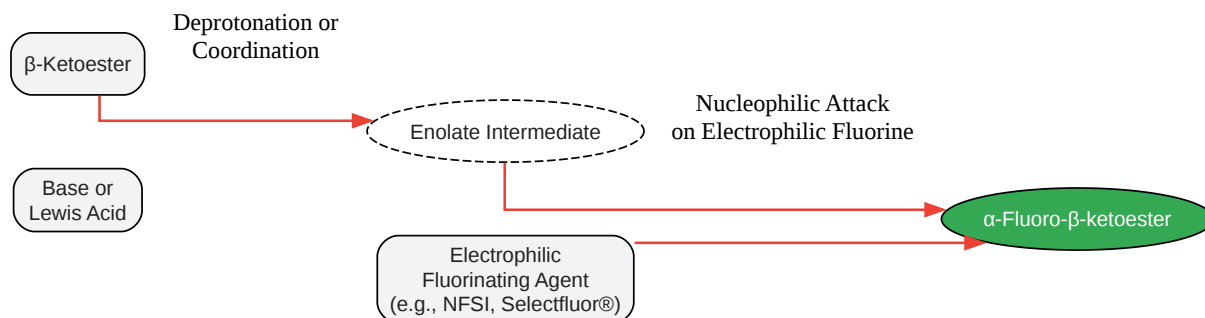 Deprotonation or
Coordination
β-Ketoester
Enolate Intermediate
Nucleophilic Attack
on Electrophilic Fluorine
Base or
Lewis Acid
α-Fluoro-β-ketoester
Electrophilic
Fluorinating Agent
(e.g., NFSI, Selectfluor®)